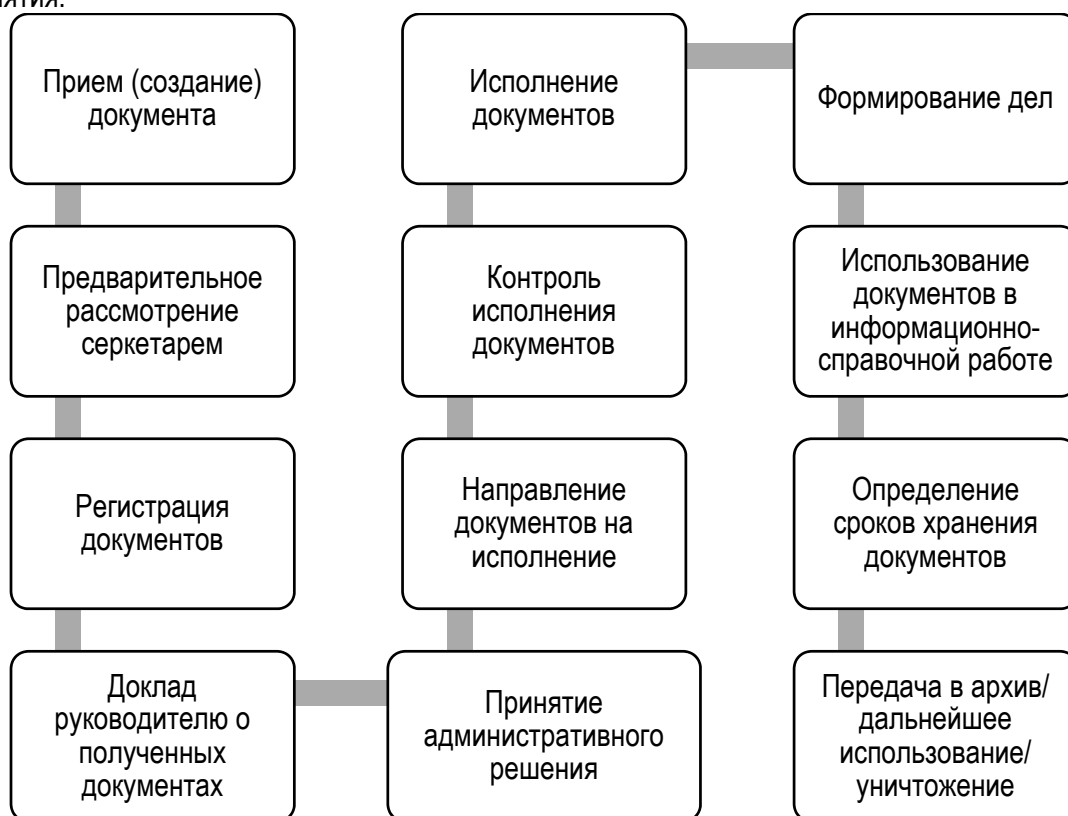 Прием (создание)
документа
Предварительное
рассмотрение
серкетарем
Регистрация
документов
Доклад
руководителю о
полученных
документах
Принятие
административного
решения
Направление
документов на
исполнение
Контроль
исполнения
документов
Исполнение
документов
Формирование дел
Использование
документов в
информационно-
справочной работе
Определение
сроков хранения
документов
Передача в архив/
дальнейшее
использование/
уничтожение